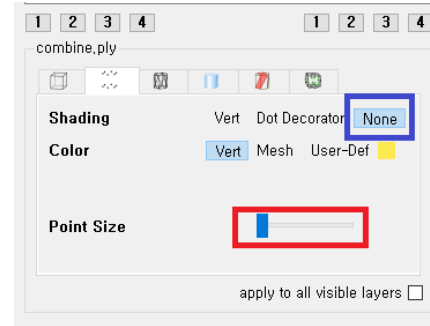 1 2 3 4 1 2 3 4
combine,ply
Shading Vert Dot Decorator None
Color Vert Mesh User-Def
Point Size
apply to all visible layers